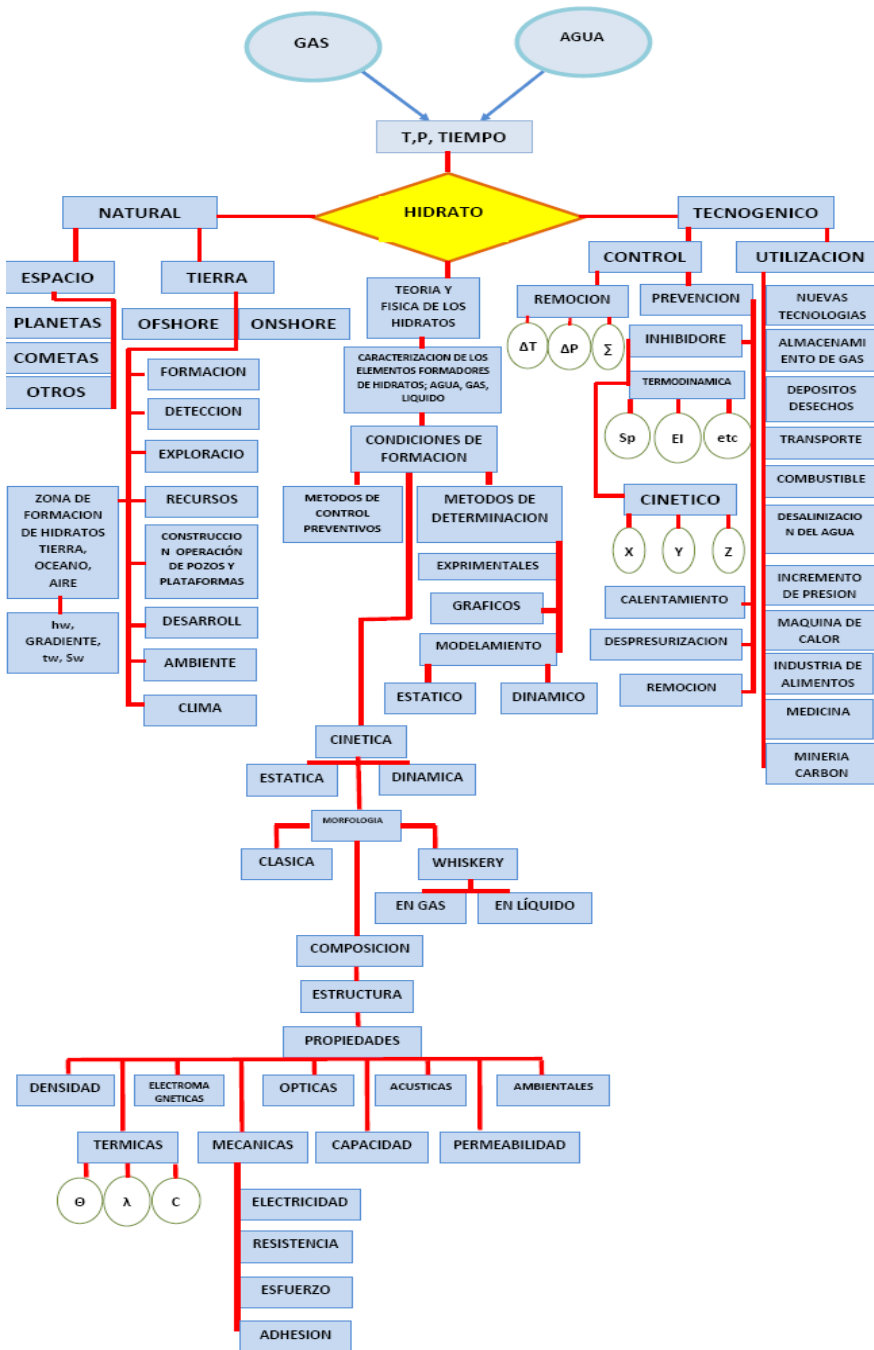 GAS
AGUA
T,P, TIEMPO
HIDRATO
NATURAL
ESPACIO
PLANETAS
COMETAS
OTROS
TIERRA
OFSHORE
ONSHORE
FORMACION
DETECCION
EXPLORACIO
RECURSOS
CONSTRUCCIO
N OPERACIÓN
DE POZOS Y
PLATAFORMAS
DESARROLL
AMBIENTE
CLIMA
ZONA DE
FORMACION
DE HIDRATOS
TIERRA,
OCEANO,
AIRE
hw,
GRADIENTE,
tw, Sw
TEORIA Y
FISICA DE LOS
HIDRATOS
CARACTERIZACION DE LOS
ELEMENTOS FORMADORES
DE HIDRATOS; AGUA, GAS,
LIQUIDO
CONDICIONES DE
FORMACION
METODOS DE
CONTROL
PREVENTIVOS
METODOS DE
DETERMINACION
EXPRIMENTALES
GRAFICOS
MODELAMIENTO
ESTATICO
DINAMICO
CINETICA
ESTATICA
DINAMICA
MORFOLOGIA
CLASICA
WHISKERY
EN GAS
EN LÍQUIDO
COMPOSICION
ESTRUCTURA
PROPIEDADES
DENSIDAD
ELECTROMA
GNETICAS
OPTICAS
ACUSTICAS
AMBIENTALES
TERMICAS
MECANICAS
CAPACIDAD
PERMEABILIDAD
Θ
λ
C
ELECTRICIDAD
RESISTENCIA
ESFUERZO
ADHESION
TECNOGENICO
CONTROL
REMOCION
ΔT
ΔP
Σ
PREVENCION
INHIBIDORE
TERMODINAMICA
Sp
El
etc
CINETICO
X
Y
Z
CALENTAMIENTO
DESPRESURIZACION
REMOCION
UTILIZACION
NUEVAS
TECNOLOGIAS
ALMACENAMI
ENTO DE GAS
DEPOSITOS
DESECHOS
TRANSPORTE
COMBUSTIBLE
DESALINIZACIO
N DEL AGUA
INCREMENTO
DE PRESION
MAQUINA DE
CALOR
INDUSTRIA DE
ALIMENTOS
MEDICINA
MINERIA
CARBON